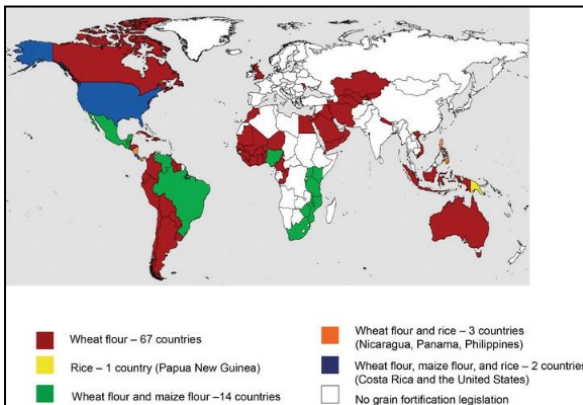 Wheat flour – 67 countries
Rice – 1 country (Papua New Guinea)
Wheat flour and maize flour –14 countries
Wheat flour and rice – 3 countries
(Nicaragua, Panama, Philippines)
Wheat flour, maize flour, and rice – 2 countries
(Costa Rica and the United States)
No grain fortification legislation